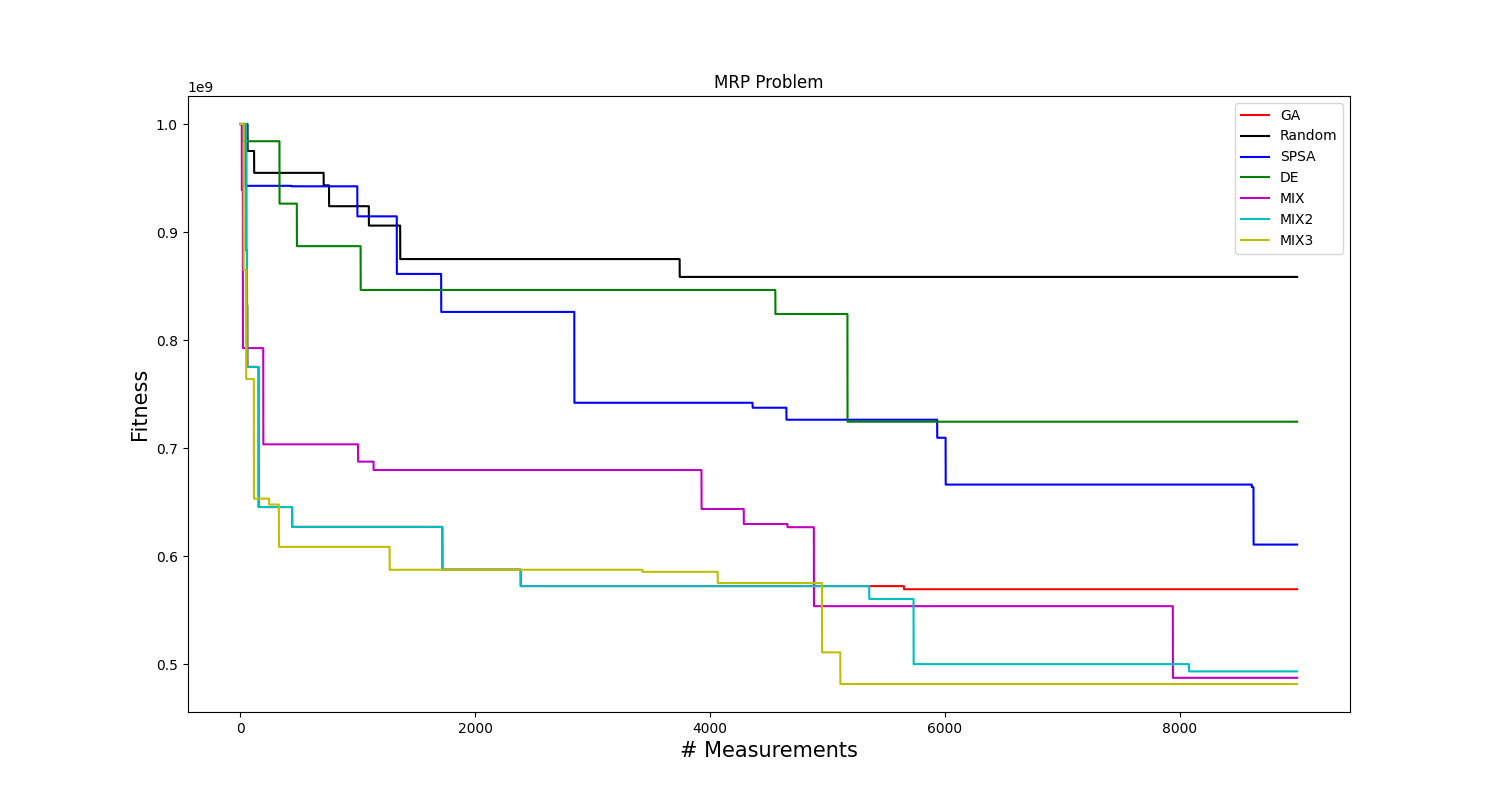 MRP Problem
1e9
1.0
0.9
0.8
0.7
0.6
0.5
Fitness
0
2000
4000
6000
8000
# Measurements
GA
Random
SPSA
DE
MIX
MIX2
MIX3